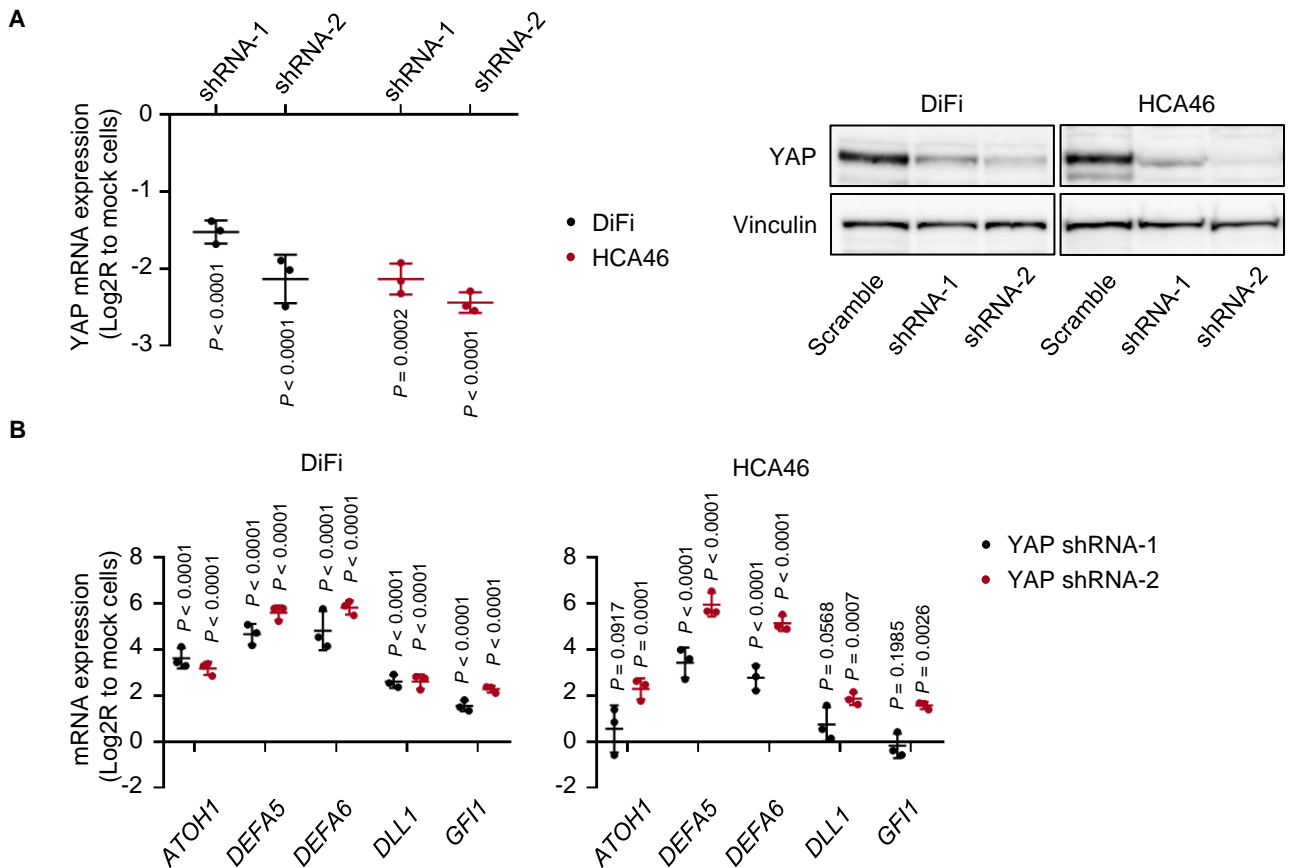 A
shRNA-1
shRNA-2
shRNA-1
shRNA-2
YAP mRNA expression
(Log2R to mock cells)
0
-1
-2
-3
P < 0.0001
P < 0.0001
P = 0.0002
P < 0.0001
DiFi
HCA46
DiFi
HCA46
YAP
Vinculin
Scramble
shRNA-1
shRNA-2
Scramble
shRNA-1
shRNA-2
B
DiFi
mRNA expression
(Log2R to mock cells)
8
6
4
2
0
-2
P < 0.0001
P < 0.0001
P < 0.0001
P < 0.0001
P < 0.0001
P < 0.0001
P < 0.0001
P < 0.0001
P < 0.0001
P < 0.0001
ATOH1
DEFA5
DEFA6
DLL1
GFI1
HCA46
8
6
4
2
0
-2
P = 0.0917
P = 0.0001
P < 0.0001
P < 0.0001
P < 0.0001
P < 0.0001
P = 0.0568
P = 0.0007
P = 0.1985
P = 0.0026
ATOH1
DEFA5
DEFA6
DLL1
GFI1
YAP shRNA-1
YAP shRNA-2